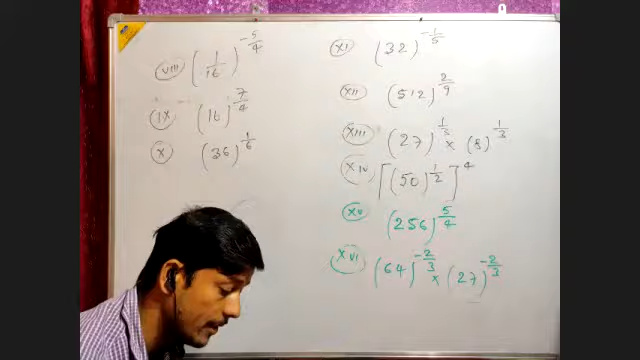 (viii) (1/16)^(-5/4)
(ix) (16)^(7/4)
(x) (36)^(1/6)
(xi) (32)^(-1/5)
(xii) (512)^(2/9)
(xiii) (27)^(1/3) × (8)^(1/3)
(xiv) [(50)^(1/2)]^4
(xv) (256)^(5/4)
(xvi) (64)^(-2/3) × (27)^(-2/3)